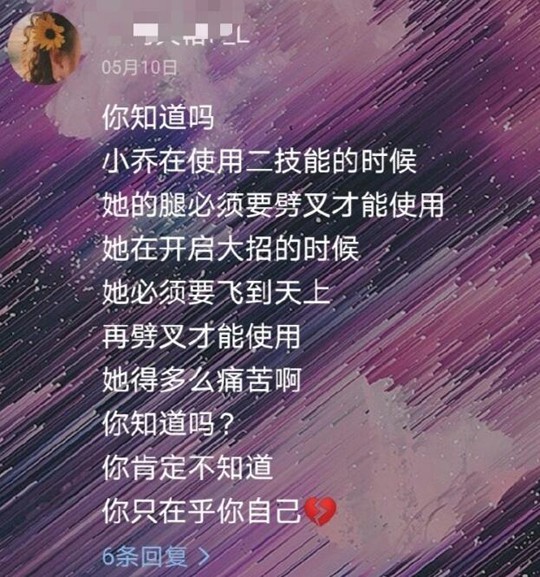 05月10日
你知道吗
小乔在使用二技能的时候
她的腿必须要劈叉才能使用
她在开启大招的时候
她必须要飞到天上
再劈叉才能使用
她得多么痛苦啊
你知道吗？
你肯定不知道
你只在乎你自己💔
6条回复 >